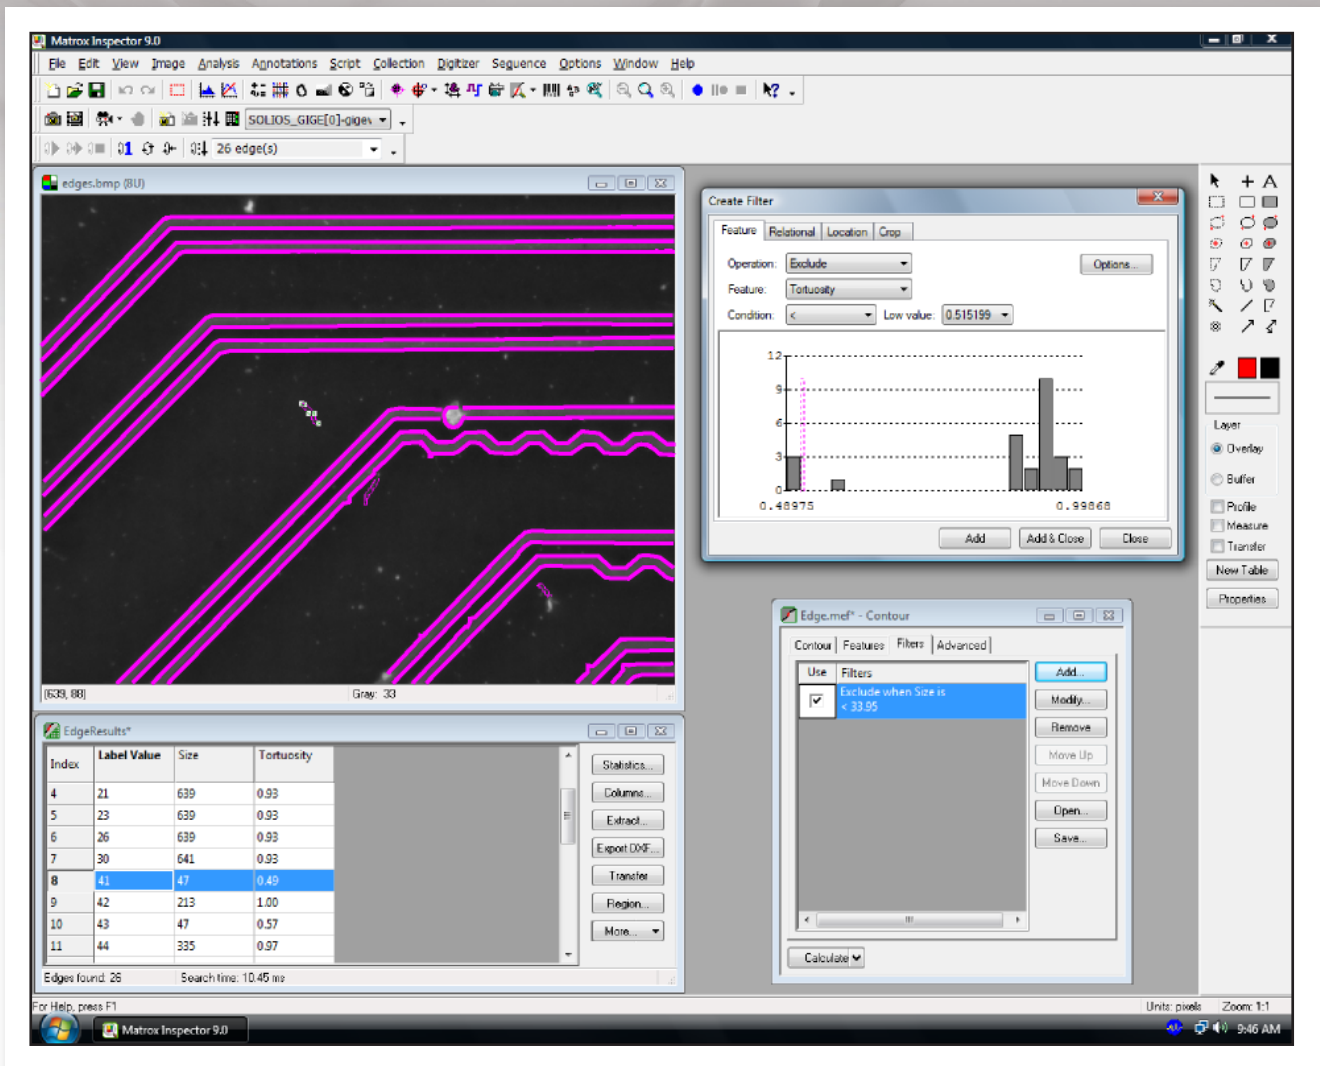 Matrox Inspector 9.0
File Edit View Image Analysis Annotations Script Collection Digitizer Sequence Options Window Help
SOLIOS_GIGE[0]-gige
26 edge(s)
edges.bmp (8U)
(639, 88) Gray: 33
Create Filter
Feature Relational Location Crop
Operation: Exclude Options...
Feature: Tortuosity
Condition: < Low value: 0.515199
12
9
6
3
0
0.48975 0.99868
Add Add & Close Close
Layer
Overlay
Buffer
Profile
Measure
Transfer
New Table
Properties
Edge.mef* - Contour
Contour Features Filters Advanced
Use Filters
Exclude when Size is
< 33.95
Add...
Modify...
Remove
Move Up
Move Down
Open...
Save...
Calculate
EdgeResults*
Index Label Value Size Tortuosity
4 21 639 0.93
5 23 639 0.93
6 26 639 0.93
7 30 641 0.93
8 41 47 0.49
9 42 213 1.00
10 43 47 0.57
11 44 335 0.97
Statistics...
Columns...
Extract...
Export DXF...
Transfer
Region...
More...
Edges found: 26 Search time: 10.45 ms
For Help, press F1 Units: pixels Zoom: 1:1
Matrox Inspector 9.0 9:46 AM